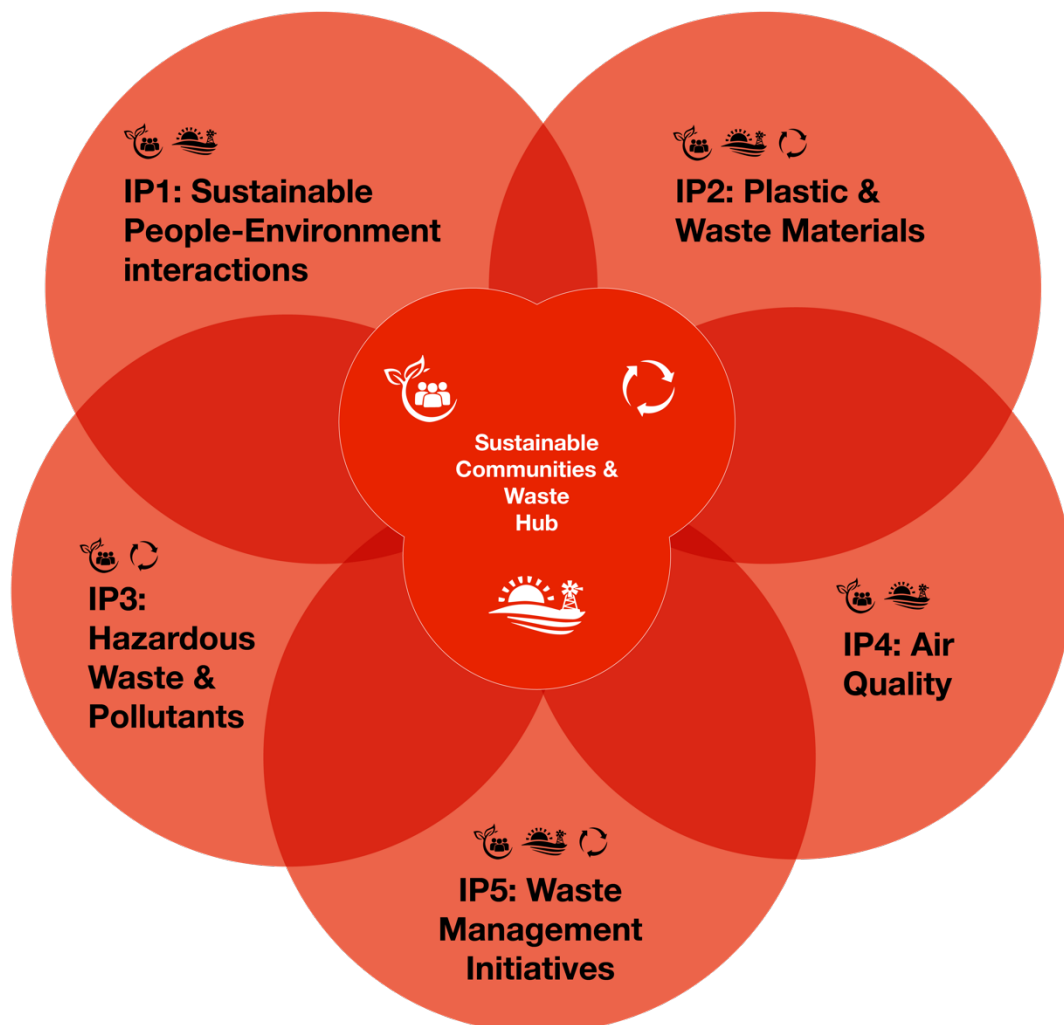 IP1: Sustainable
People-Environment
interactions
IP2: Plastic &
Waste Materials
Sustainable
Communities &
Waste
Hub
IP3:
Hazardous
Waste &
Pollutants
IP4: Air
Quality
IP5: Waste
Management
Initiatives